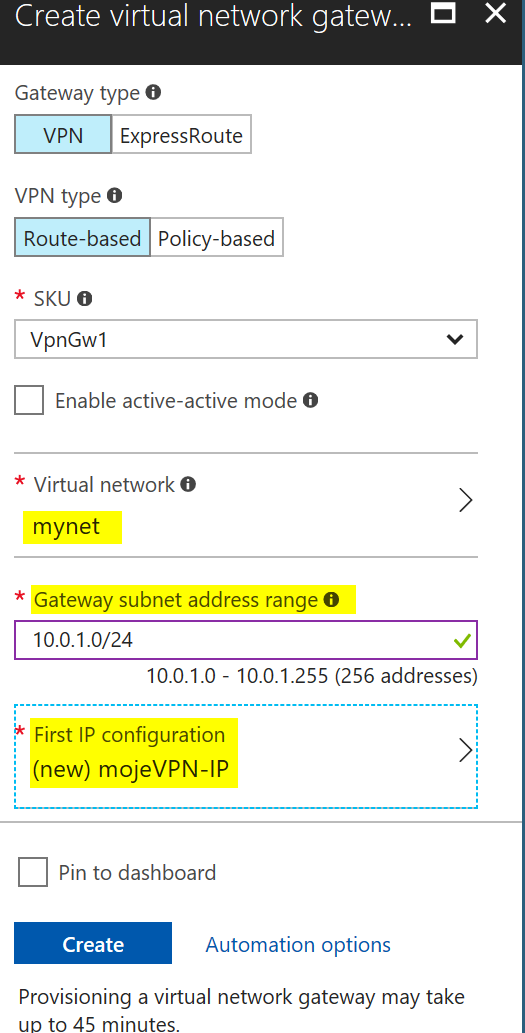 Create virtual network gatew...
Gateway type
VPN ExpressRoute
VPN type
Route-based Policy-based
* SKU
VpnGw1
Enable active-active mode
* Virtual network
mynet
* Gateway subnet address range
10.0.1.0/24
10.0.1.0 - 10.0.1.255 (256 addresses)
* First IP configuration
(new) mojeVPN-IP
Pin to dashboard
Create Automation options
Provisioning a virtual network gateway may take
up to 45 minutes.